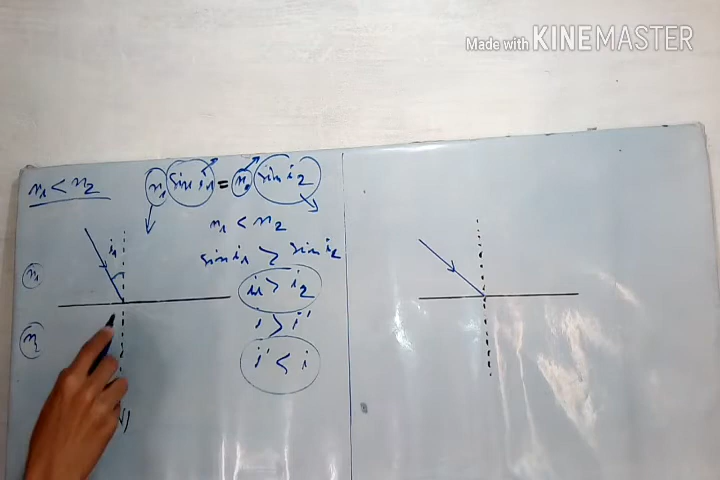 Made with KINEMASTER
n₁ < n₂
n₁ sin i₁ = n₂ sin i₂
n₁ < n₂
sin i₁ > sin i₂
i₁
n₁
i₁ > i₂
i > i'
n₂
i' < i